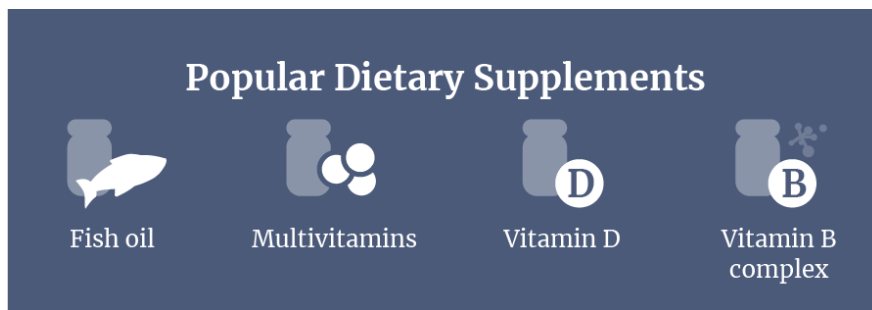 Popular Dietary Supplements
D
B
Fish oil
Multivitamins
Vitamin D
Vitamin B
complex